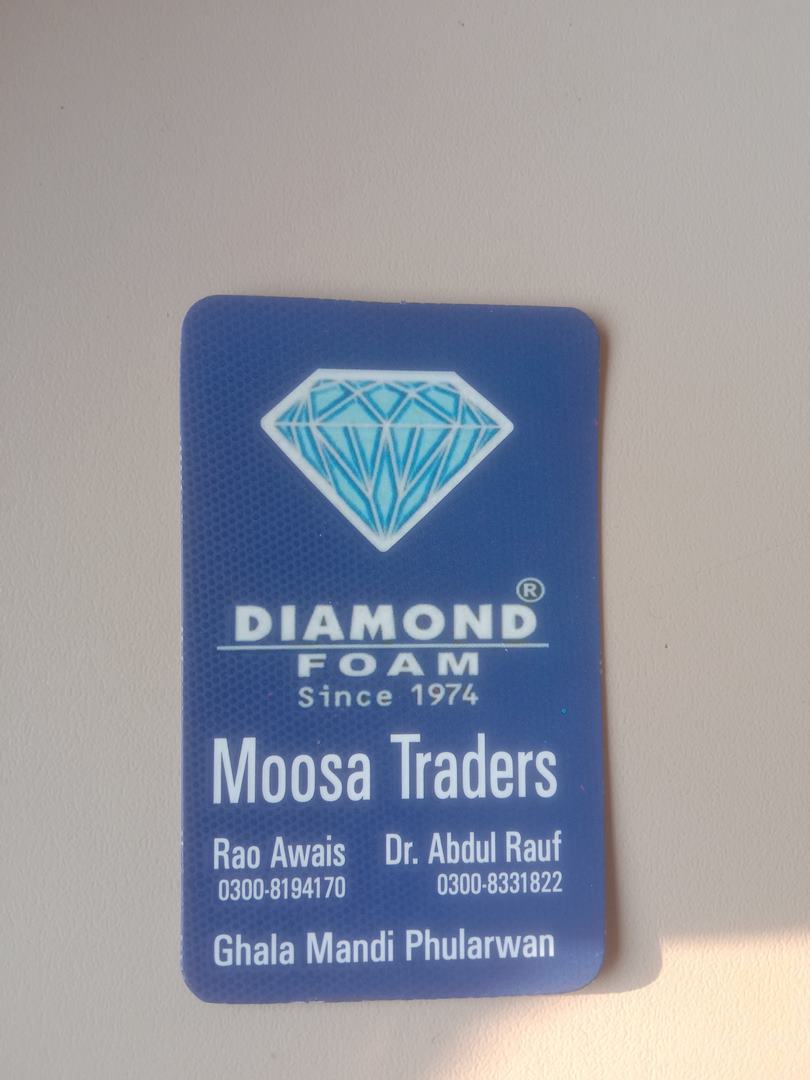 ®
DIAMOND
FOAM
Since 1974
Moosa Traders
Rao Awais Dr. Abdul Rauf
0300-8194170 0300-8331822
Ghala Mandi Phularwan